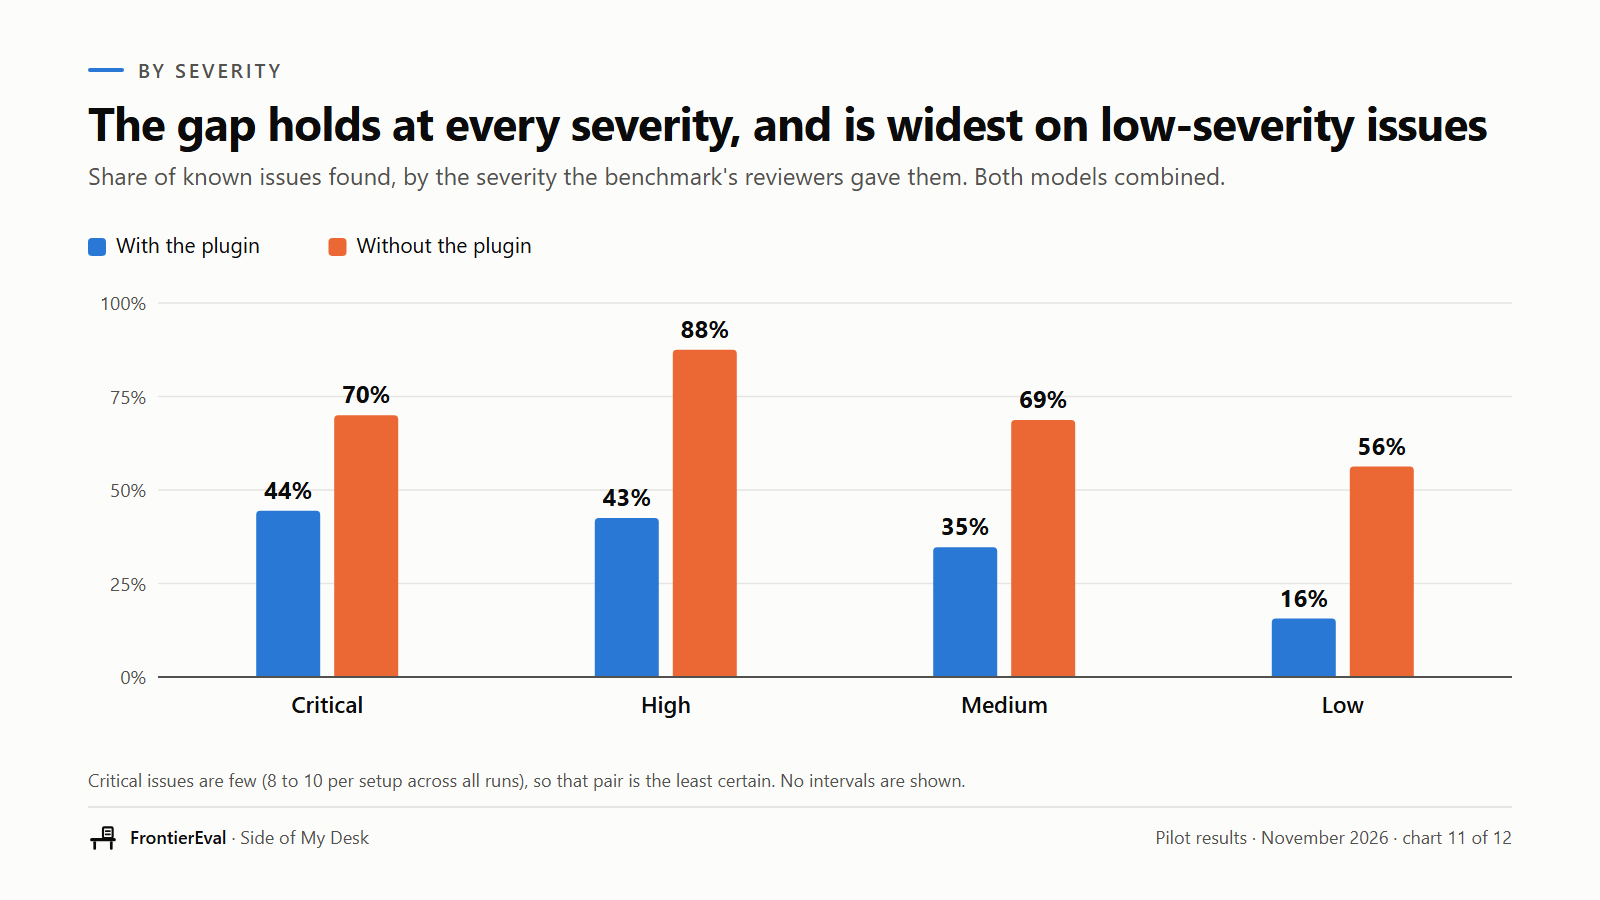 BY SEVERITY
The gap holds at every severity, and is widest on low-severity issues
Share of known issues found, by the severity the benchmark's reviewers gave them. Both models combined.
With the plugin
Without the plugin
100%
75%
50%
25%
0%
44%
70%
43%
88%
35%
69%
16%
56%
Critical
High
Medium
Low
Critical issues are few (8 to 10 per setup across all runs), so that pair is the least certain. No intervals are shown.
FrontierEval · Side of My Desk
Pilot results · November 2026 · chart 11 of 12